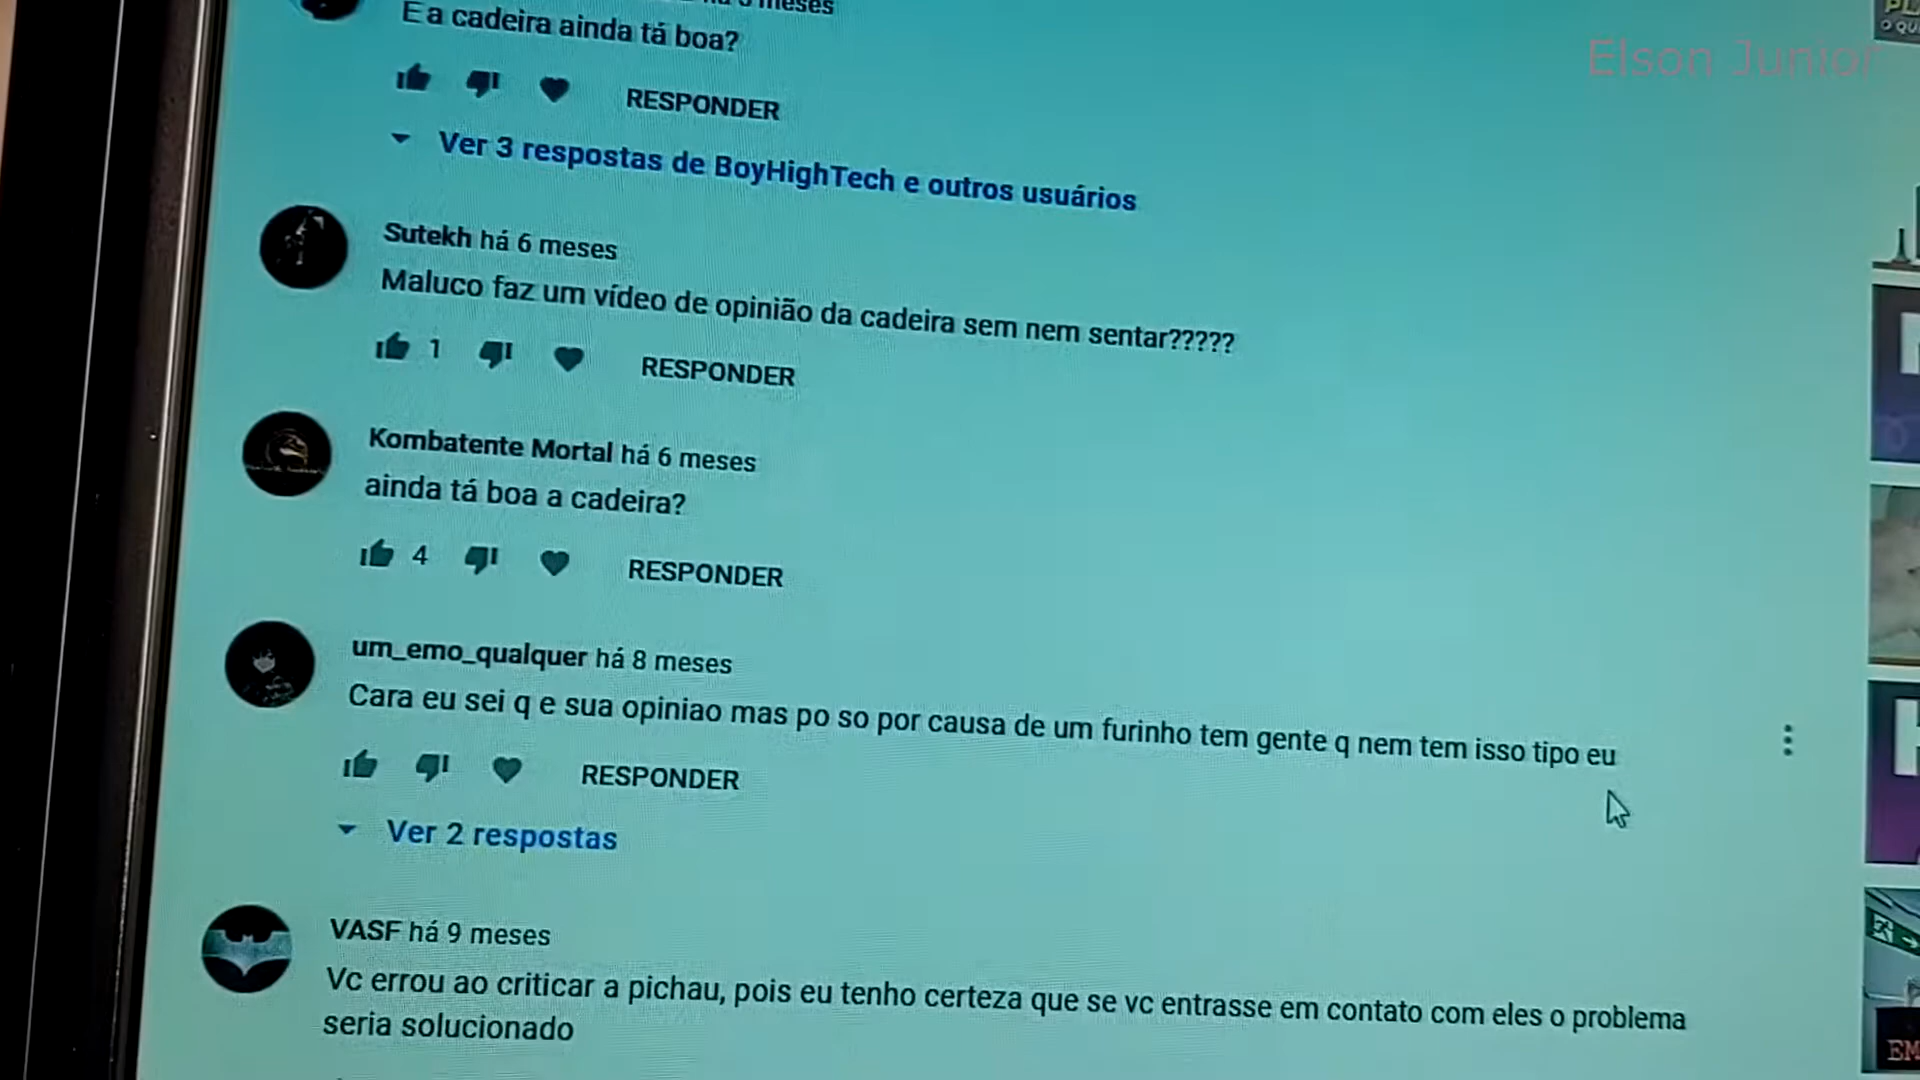 meses
E a cadeira ainda tá boa?
RESPONDER
Ver 3 respostas de BoyHighTech e outros usuários
Sutekh há 6 meses
Maluco faz um vídeo de opinião da cadeira sem nem sentar?????
1 RESPONDER
Kombatente Mortal há 6 meses
ainda tá boa a cadeira?
4 RESPONDER
um_emo_qualquer há 8 meses
Cara eu sei q e sua opiniao mas po so por causa de um furinho tem gente q nem tem isso tipo eu
RESPONDER
Ver 2 respostas
VASF há 9 meses
Vc errou ao criticar a pichau, pois eu tenho certeza que se vc entrasse em contato com eles o problema
seria solucionado
Elson Junior
O QU
EM